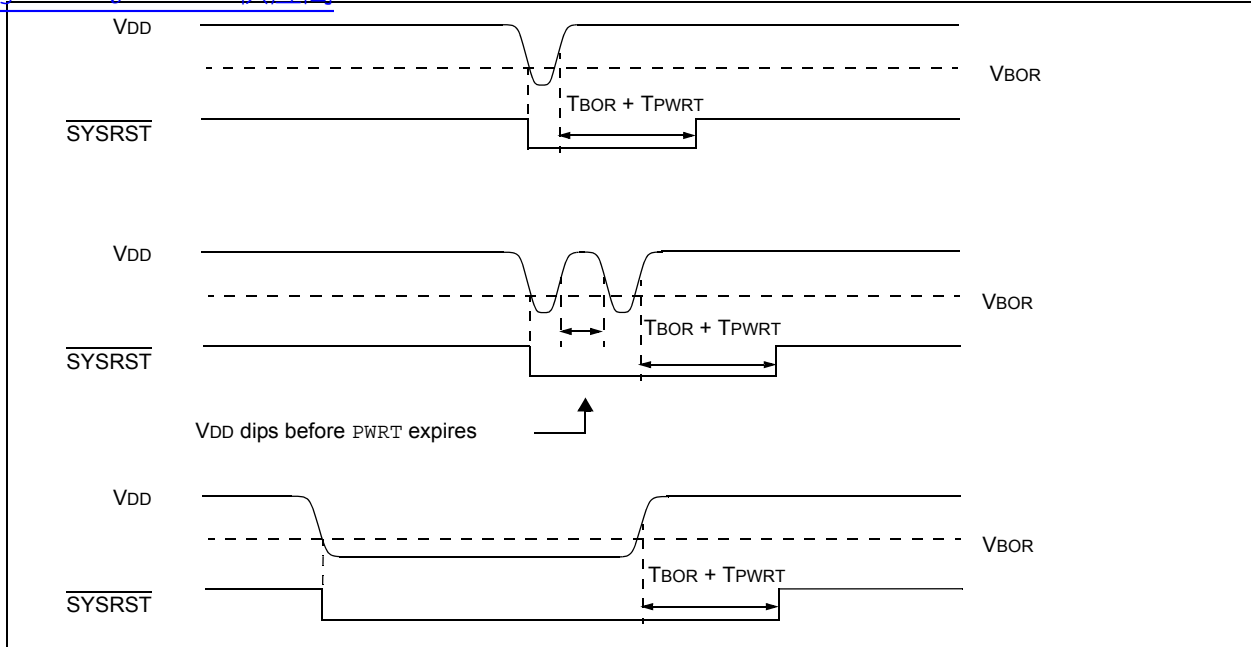 VDD
VBOR
TBOR + TPWRT
SYSRST
VDD
VBOR
TBOR + TPWRT
SYSRST
VDD dips before PWRT expires
VDD
VBOR
TBOR + TPWRT
SYSRST